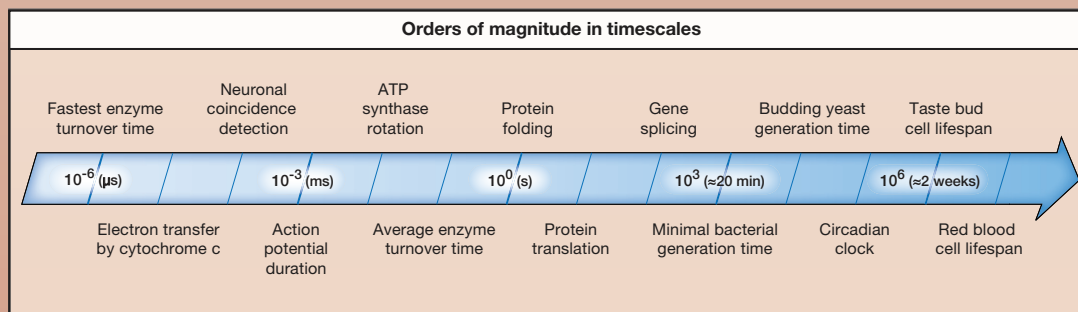 Orders of magnitude in timescales
Fastest enzyme
turnover time
Neuronal
coincidence
detection
ATP
synthase
rotation
Protein
folding
Gene
splicing
Budding yeast
generation time
Taste bud
cell lifespan
10⁻⁶ (µs)
10⁻³ (ms)
10⁰ (s)
10³ (≈20 min)
10⁶ (≈2 weeks)
Electron transfer
by cytochrome c
Action
potential
duration
Average enzyme
turnover time
Protein
translation
Minimal bacterial
generation time
Circadian
clock
Red blood
cell lifespan